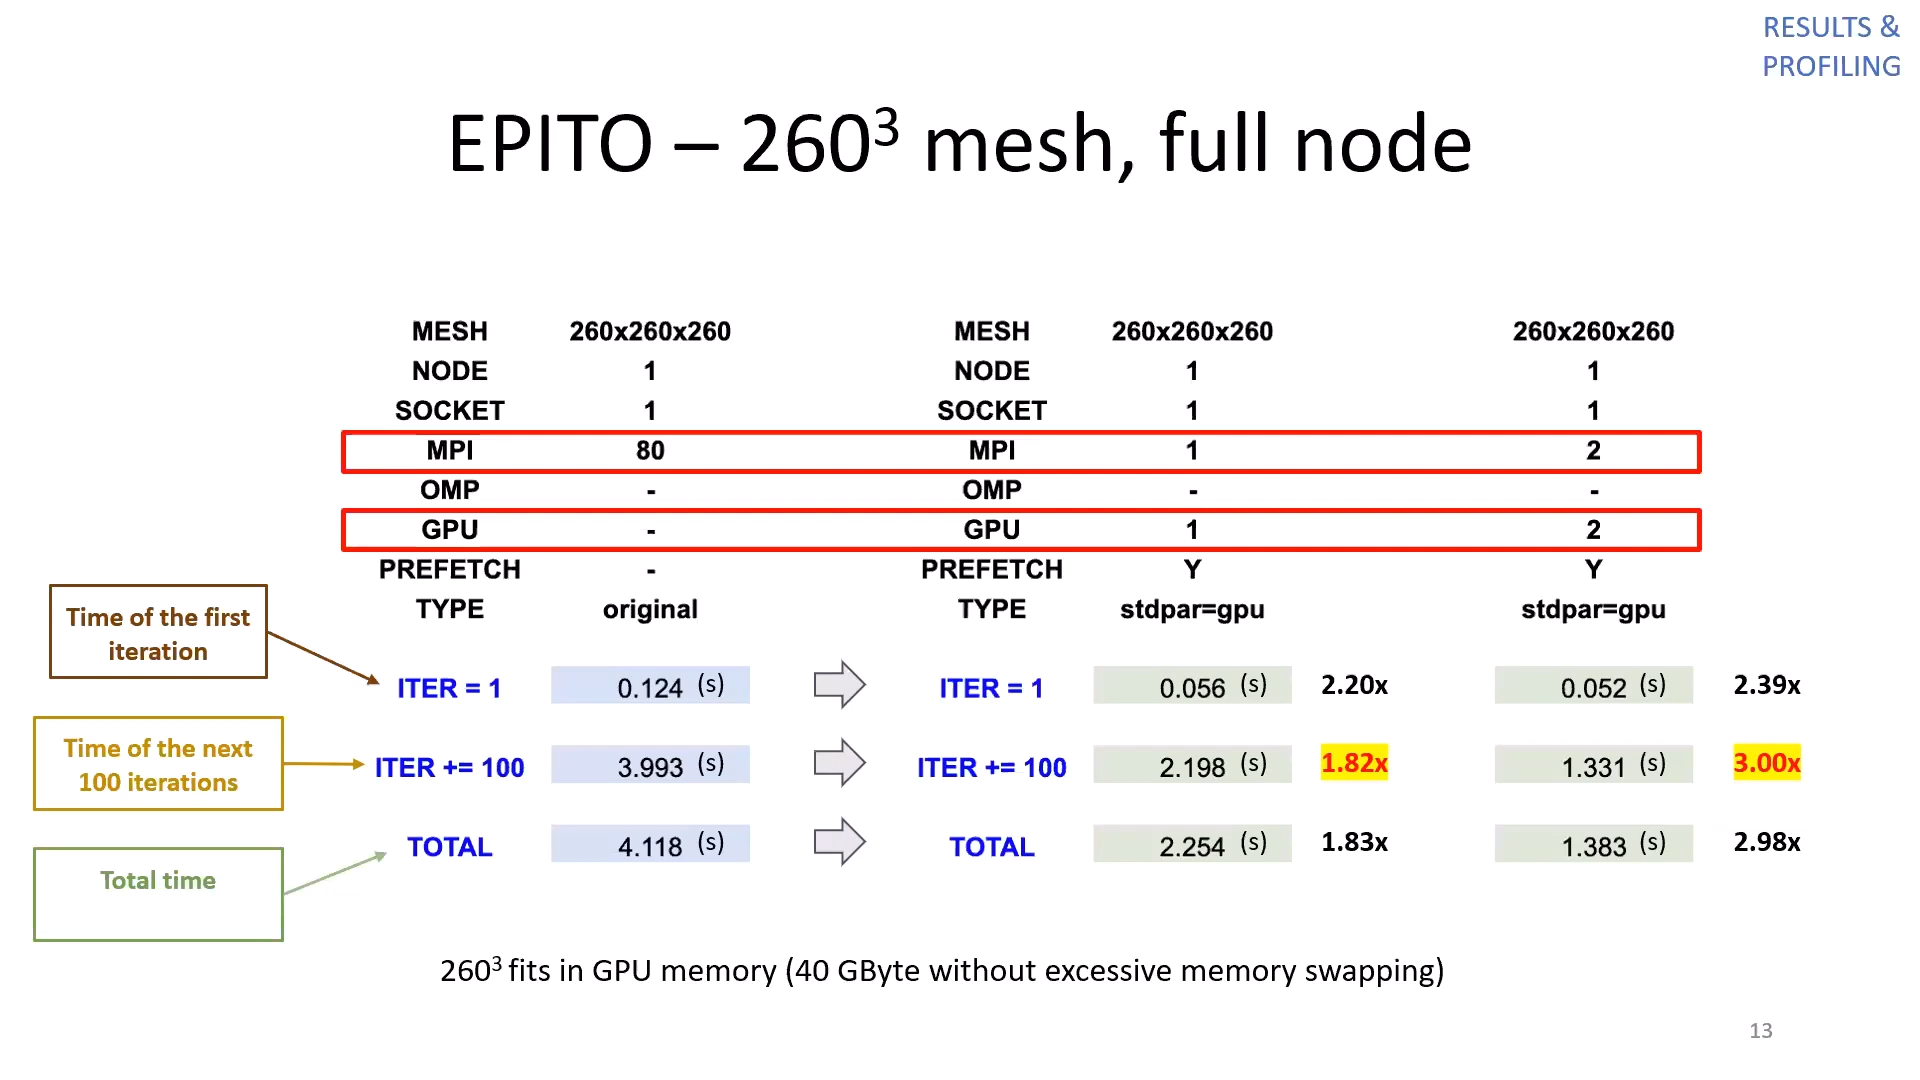 RESULTS &
PROFILING
EPITO – 260³ mesh, full node
MESH 260x260x260 MESH 260x260x260 260x260x260
NODE 1 NODE 1 1
SOCKET 1 SOCKET 1 1
MPI 80 MPI 1 2
OMP - OMP - -
GPU - GPU 1 2
PREFETCH - PREFETCH Y Y
TYPE original TYPE stdpar=gpu stdpar=gpu
Time of the first
iteration
ITER = 1 0.124 (s) ITER = 1 0.056 (s) 2.20x 0.052 (s) 2.39x
Time of the next
100 iterations
ITER += 100 3.993 (s) ITER += 100 2.198 (s) 1.82x 1.331 (s) 3.00x
Total time
TOTAL 4.118 (s) TOTAL 2.254 (s) 1.83x 1.383 (s) 2.98x
260³ fits in GPU memory (40 GByte without excessive memory swapping)
13